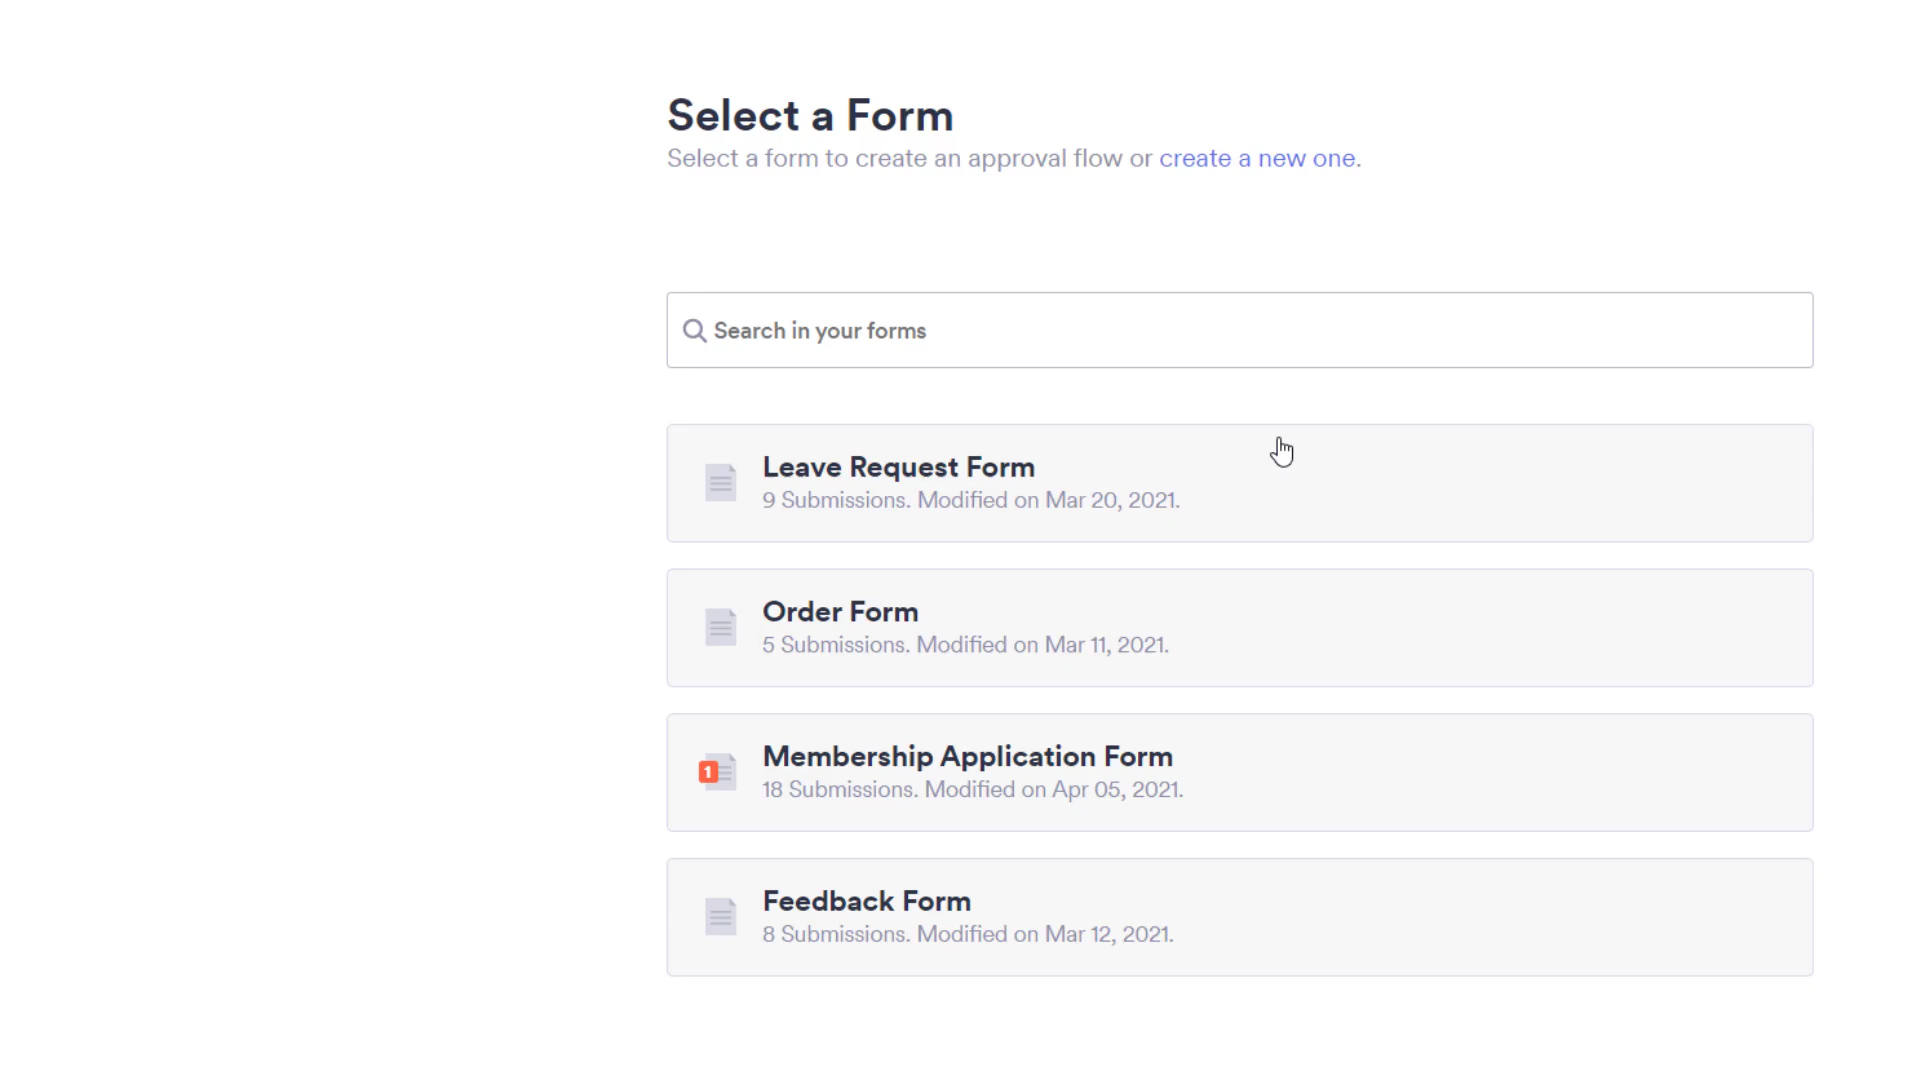 Select a Form
Select a form to create an approval flow or create a new one.
Search in your forms
Leave Request Form
9 Submissions. Modified on Mar 20, 2021.
Order Form
5 Submissions. Modified on Mar 11, 2021.
1
Membership Application Form
18 Submissions. Modified on Apr 05, 2021.
Feedback Form
8 Submissions. Modified on Mar 12, 2021.